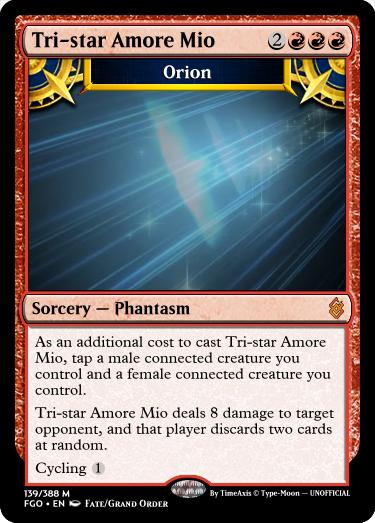 Tri-star Amore Mio 2
Orion
Sorcery — Phantasm
As an additional cost to cast Tri-star Amore
Mio, tap a male connected creature you
control and a female connected creature you
control.
Tri-star Amore Mio deals 8 damage to target
opponent, and that player discards two cards
at random.
Cycling 1
139/388 M
FGO • EN Fate/Grand Order
By TimeAxis © Type-Moon — UNOFFICIAL